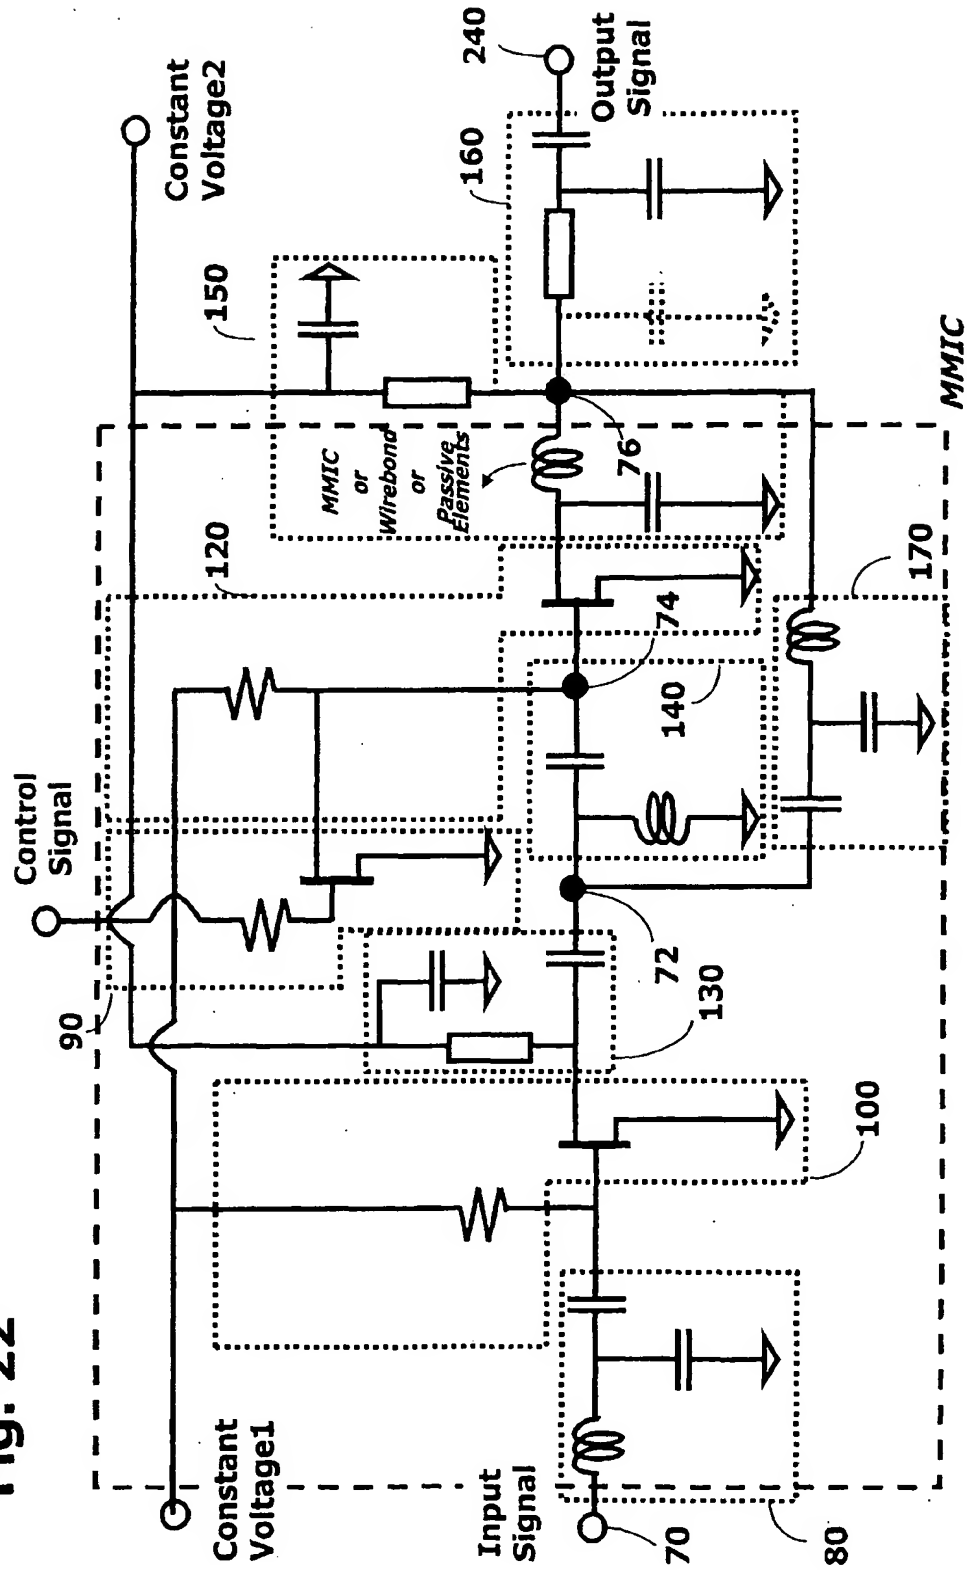 Fig. 22
Constant
Voltage1
Constant
Voltage2
Control
Signal
Input
Signal
Output
Signal
70
80
90
100
120
130
72
140
74
150
MMIC
or
Wirebond
or
Passive
Elements
76
160
170
240
MMIC